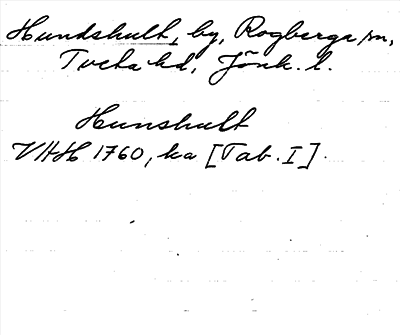 Hundshult, by, Rogberga sn,
Tveta hd, Jönk. l.
Hunshult
VHH 1760, ka [Tab. I].